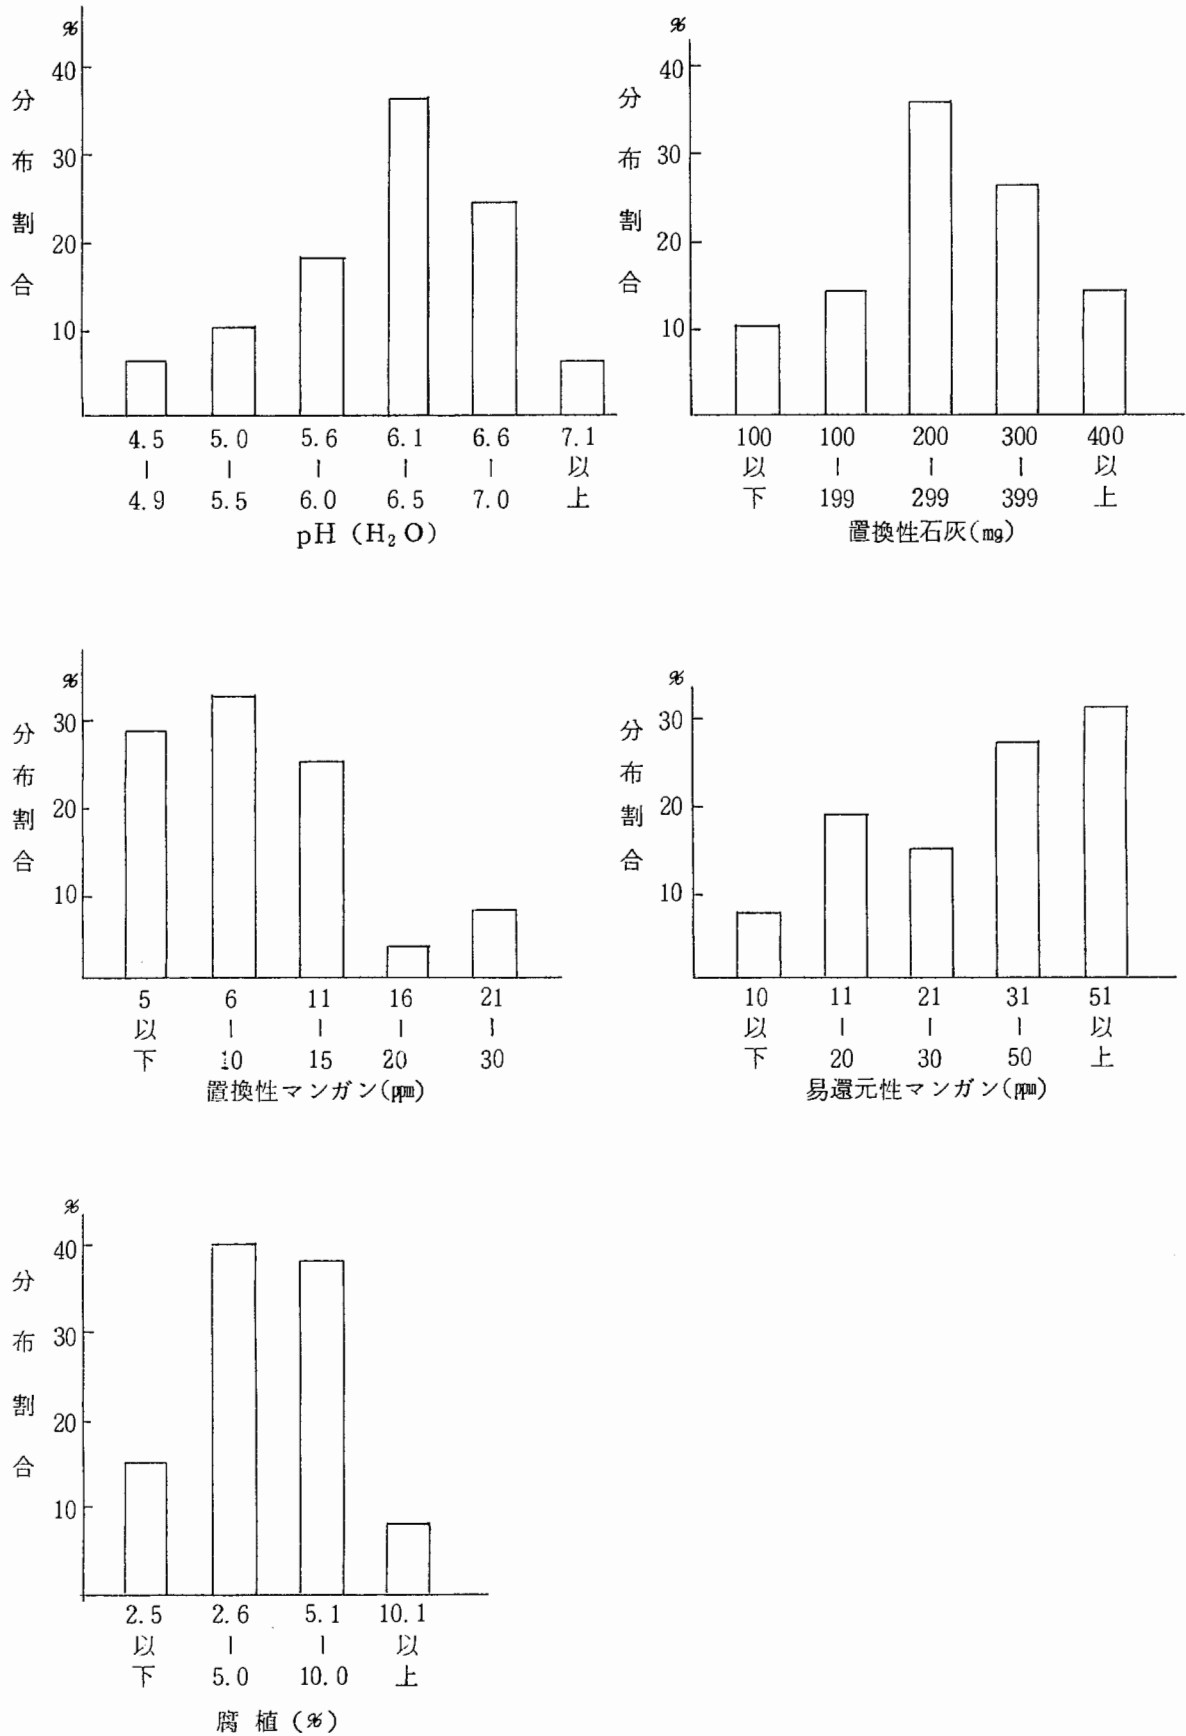 %
分布割合
40
30
20
10
4.5 5.0 5.6 6.1 6.6 7.1
| | | | | 以
4.9 5.5 6.0 6.5 7.0 上
pH (H₂O)
%
分布割合
40
30
20
10
100 100 200 300 400
以 | | | 以
下 199 299 399 上
置換性石灰(㎎)
%
分布割合
30
20
10
5 6 11 16 21
以 | | | |
下 10 15 20 30
置換性マンガン(ppm)
%
分布割合
30
20
10
10 11 21 31 51
以 | | | 以
下 20 30 50 上
易還元性マンガン(ppm)
%
分布割合
40
30
20
10
2.5 2.6 5.1 10.1
以 | | 以
下 5.0 10.0 上
腐植(%)